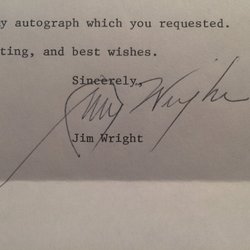 y autograph which you requested.
ting, and best wishes.
Sincerely,
Jim Wright
Jim Wright